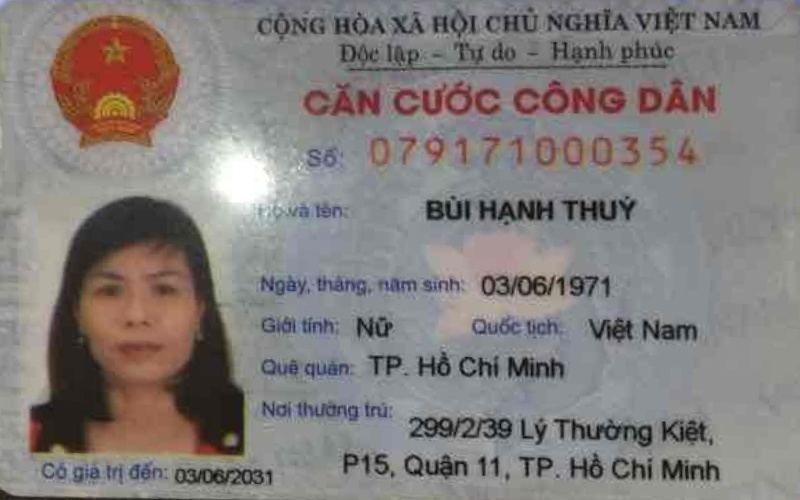 CỘNG HÒA XÃ HỘI CHỦ NGHĨA VIỆT NAM
Độc lập - Tự do - Hạnh phúc
CĂN CƯỚC CÔNG DÂN
Số: 079171000354
Họ và tên: BÙI HẠNH THUỲ
Ngày, tháng, năm sinh: 03/06/1971
Giới tính: Nữ Quốc tịch: Việt Nam
Quê quán: TP. Hồ Chí Minh
Nơi thường trú: 299/2/39 Lý Thường Kiệt,
P15, Quận 11, TP. Hồ Chí Minh
Có giá trị đến: 03/06/2031